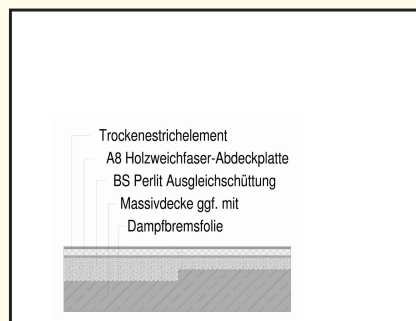 Trockenestrichelement
A8 Holzweichfaser-Abdeckplatte
BS Perlit Ausgleichschüttung
Massivdecke ggf. mit
Dampfbremsfolie